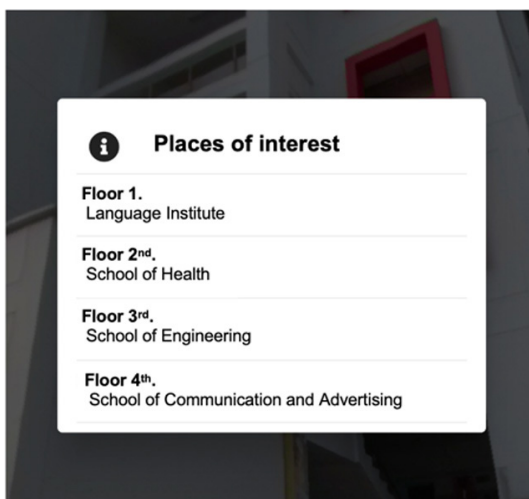 Places of interest
Floor 1.
Language Institute
Floor 2nd.
School of Health
Floor 3rd.
School of Engineering
Floor 4th.
School of Communication and Advertising